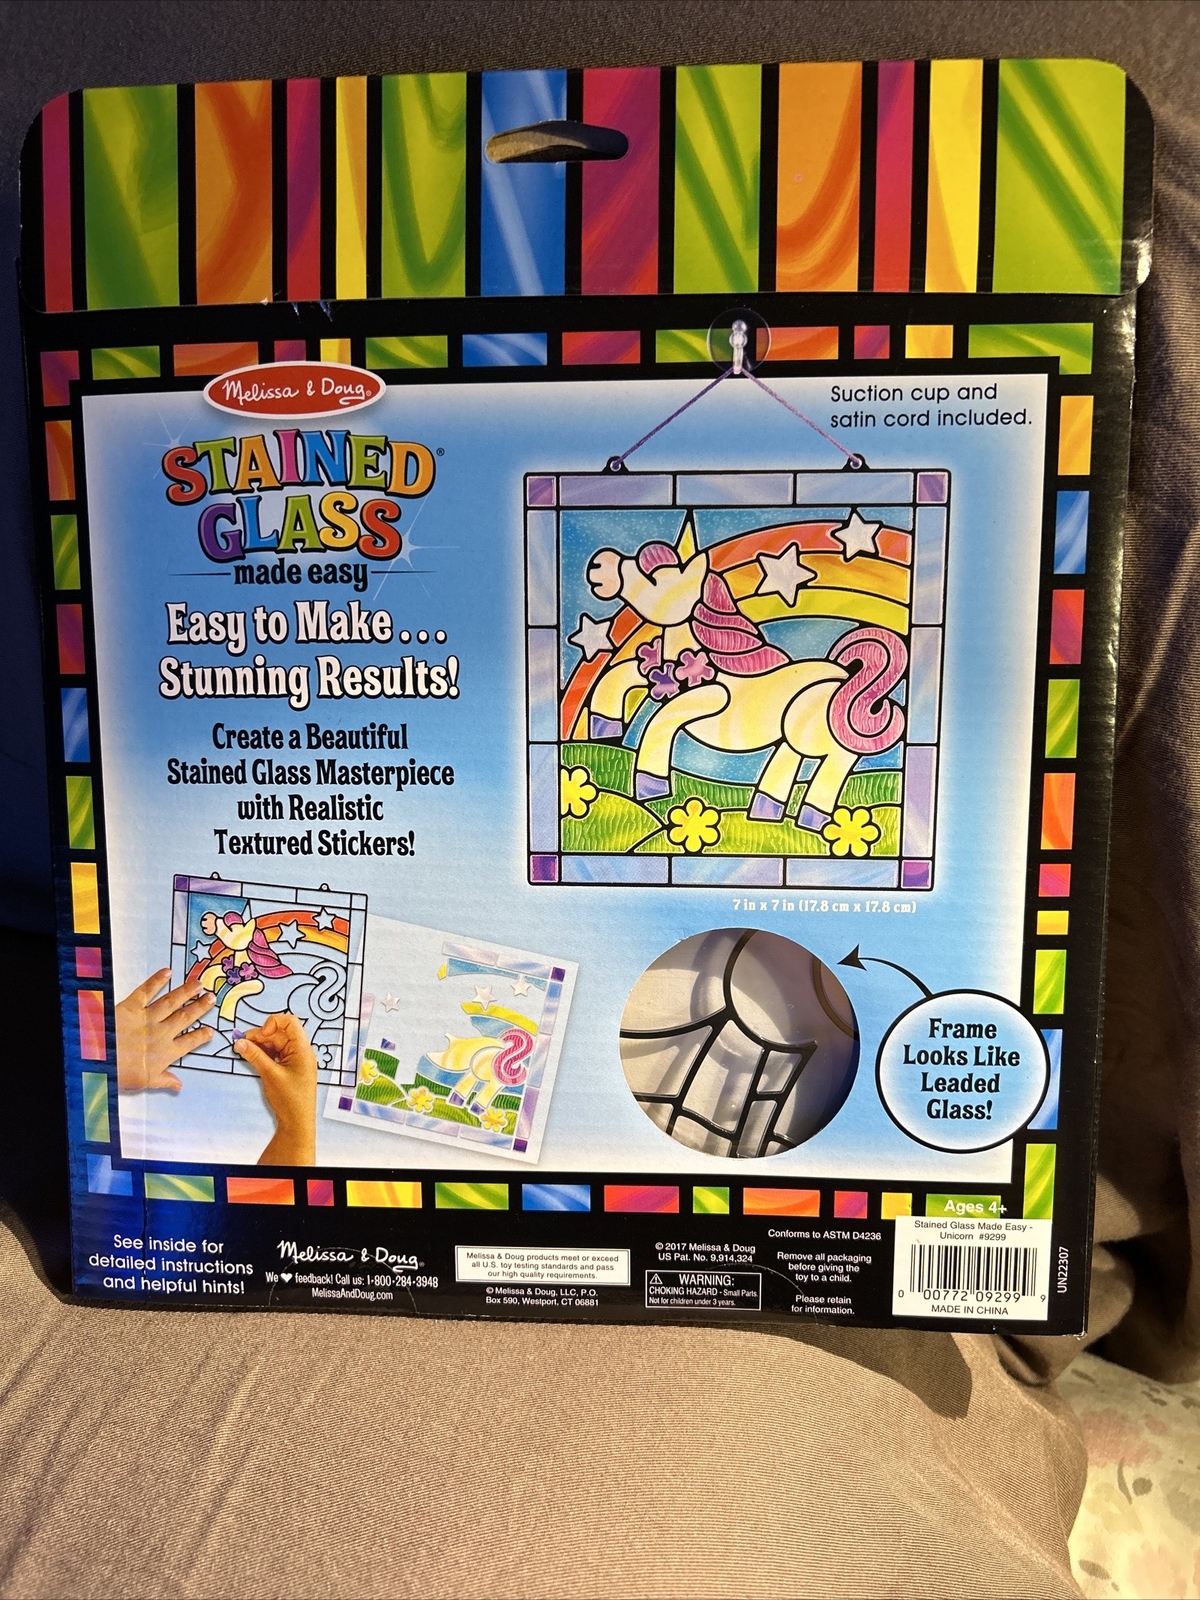 Melissa & Doug®
Suction cup and
satin cord included.
STAINED®
GLASS
made easy
Easy to Make...
Stunning Results!
Create a Beautiful
Stained Glass Masterpiece
with Realistic
Textured Stickers!
7 in x 7 in (17.8 cm x 17.8 cm)
Frame
Looks Like
Leaded
Glass!
See inside for
detailed instructions
and helpful hints!
Melissa & Doug®
We ♥ feedback! Call us: 1-800-284-3948
MelissaAndDoug.com
Melissa & Doug products meet or exceed
all U.S. toy testing standards and pass
our high quality requirements.
© Melissa & Doug, LLC, P.O.
Box 590, Westport, CT 06881
© 2017 Melissa & Doug
US Pat. No. 9,914,324
⚠ WARNING:
CHOKING HAZARD - Small Parts.
Not for children under 3 years.
Conforms to ASTM D4236
Remove all packaging
before giving the
toy to a child.
Please retain
for information.
Ages 4+
Stained Glass Made Easy -
Unicorn #9299
0 00772 09299 9
MADE IN CHINA
UN22307